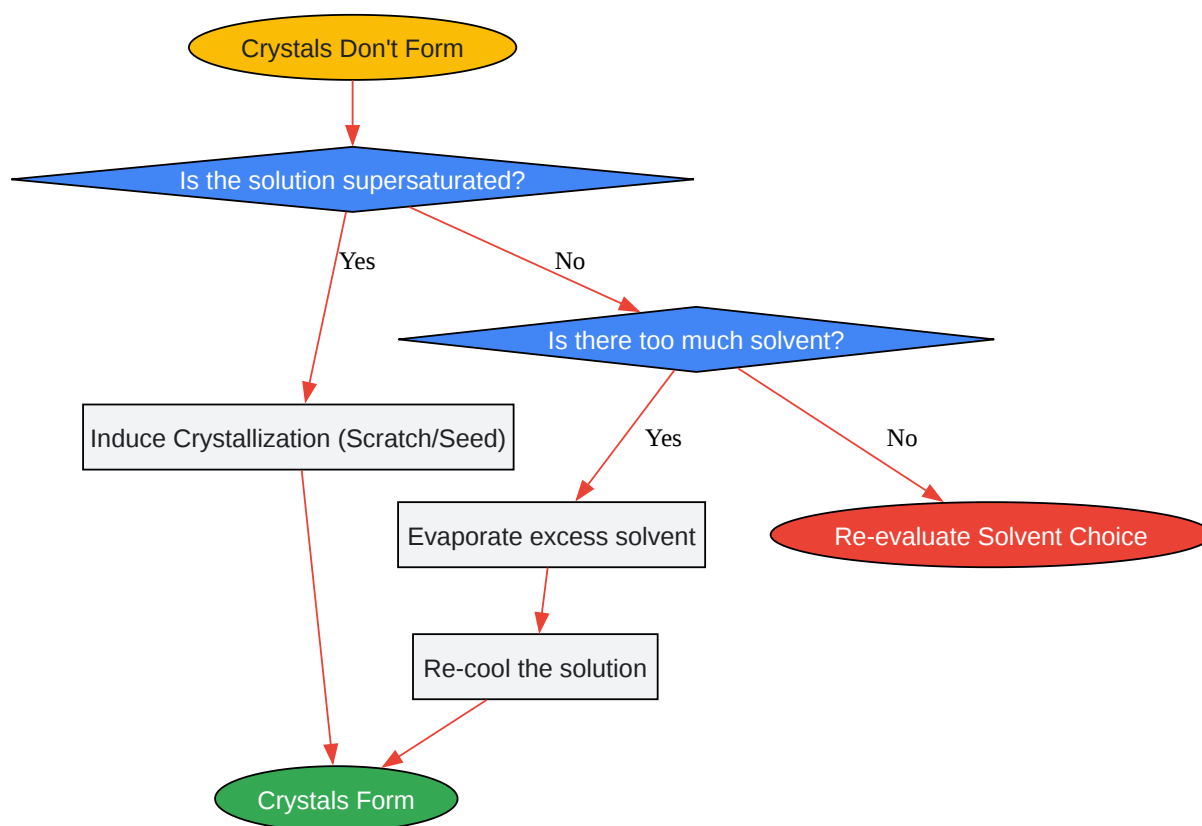 Crystals Don't Form
Is the solution supersaturated?
Yes
No
Is there too much solvent?
Induce Crystallization (Scratch/Seed)
Yes
No
Evaporate excess solvent
Re-evaluate Solvent Choice
Re-cool the solution
Crystals Form